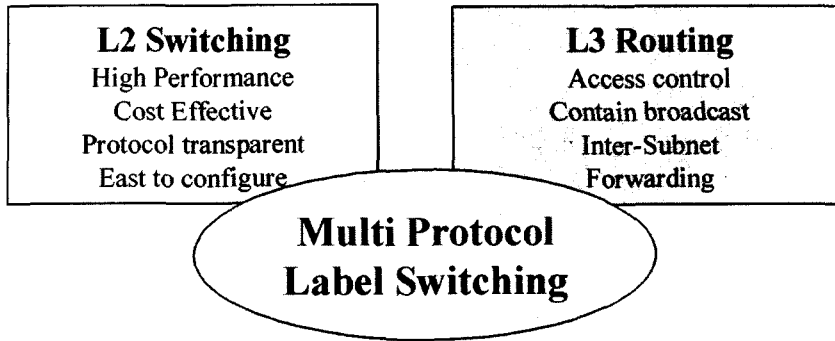 L2 Switching
High Performance
Cost Effective
Protocol transparent
East to configure
L3 Routing
Access control
Contain broadcast
Inter-Subnet
Forwarding
Multi Protocol
Label Switching